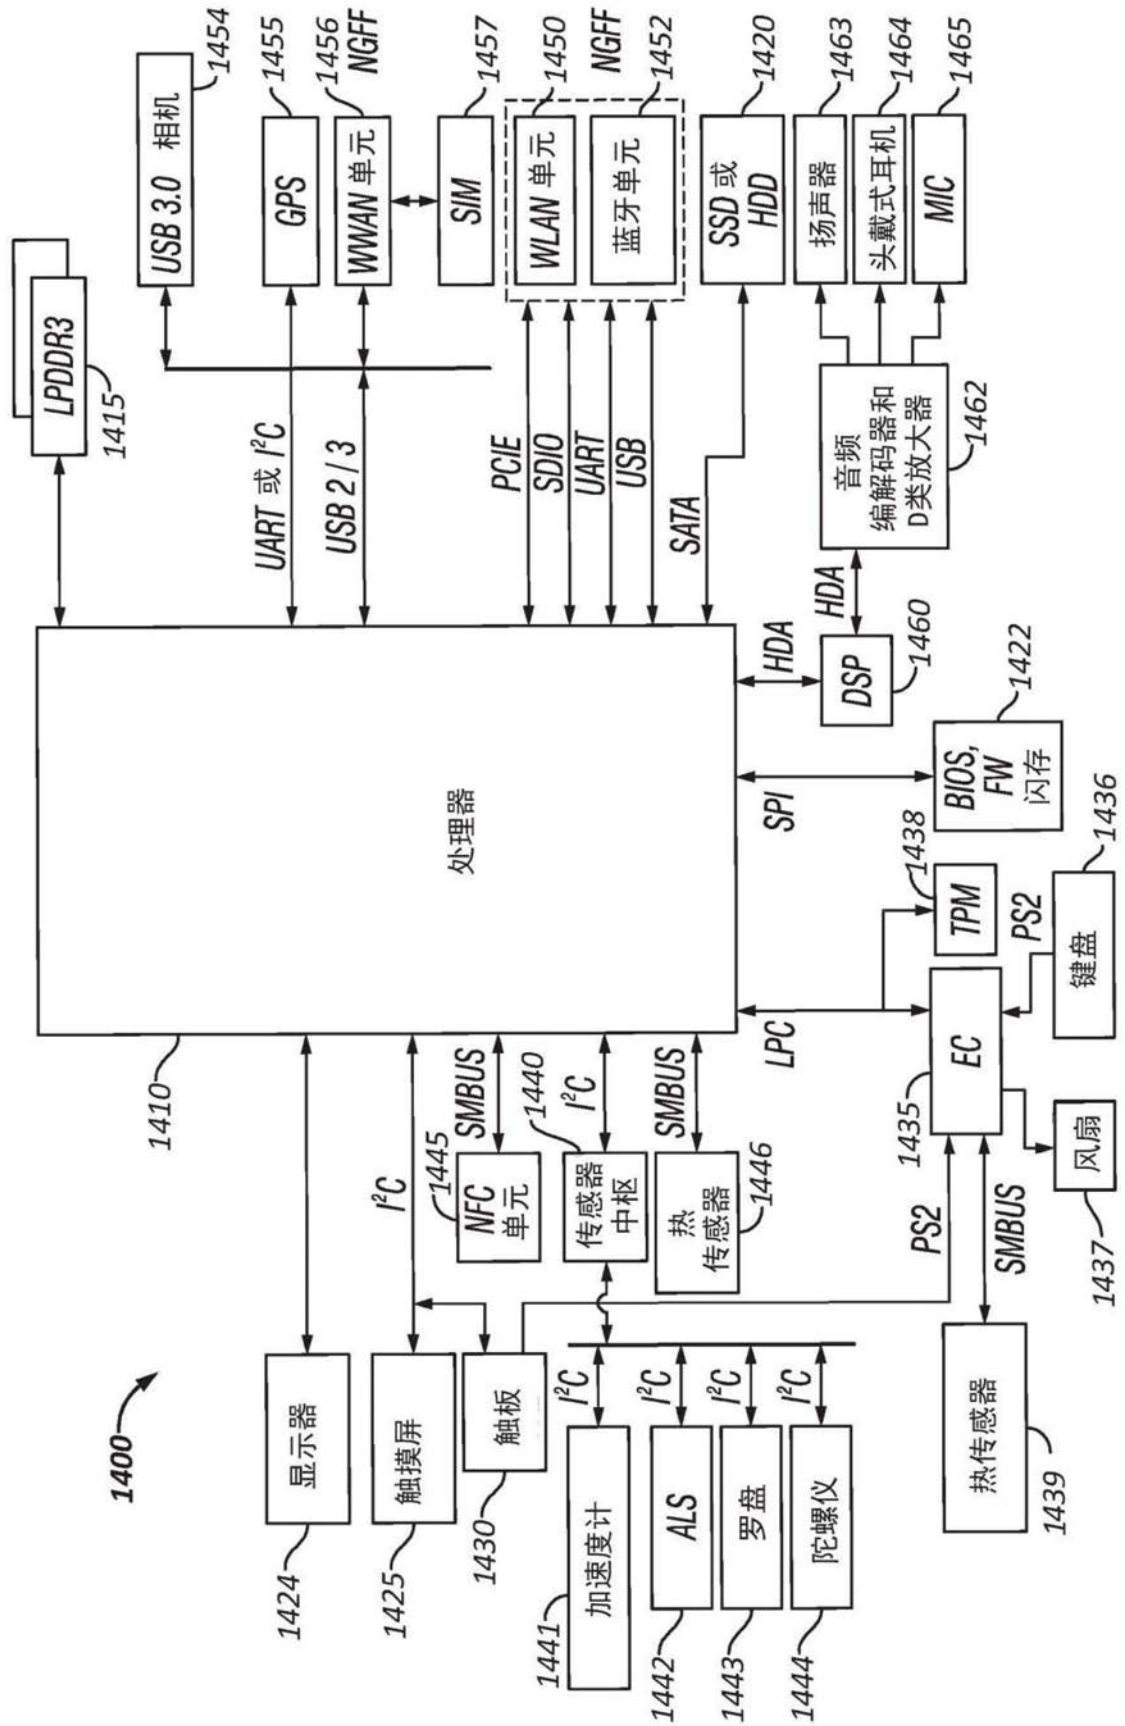 1400
显示器
1424
触摸屏
1425
触板
1430
I²C
加速度计
1441
I²C
ALS
1442
I²C
罗盘
1443
I²C
陀螺仪
1444
I²C
NFC
单元
1445
SMBUS
传感器
中枢
1440
I²C
热
传感器
1446
SMBUS
热传感器
1439
SMBUS
PS2
风扇
1437
EC
1435
键盘
1436
PS2
TPM
1438
LPC
BIOS,
FW
闪存
1422
SPI
处理器
1410
DSP
1460
HDA
HDA
音频
编解码器和
D类放大器
1462
LPDDR3
1415
USB 3.0 相机
1454
UART 或 I²C
GPS
1455
USB 2 / 3
WWAN 单元
1456
NGFF
SIM
1457
PCIE
SDIO
UART
USB
WLAN 单元
1450
NGFF
蓝牙单元
1452
SATA
SSD 或
HDD
1420
扬声器
1463
头戴式耳机
1464
MIC
1465